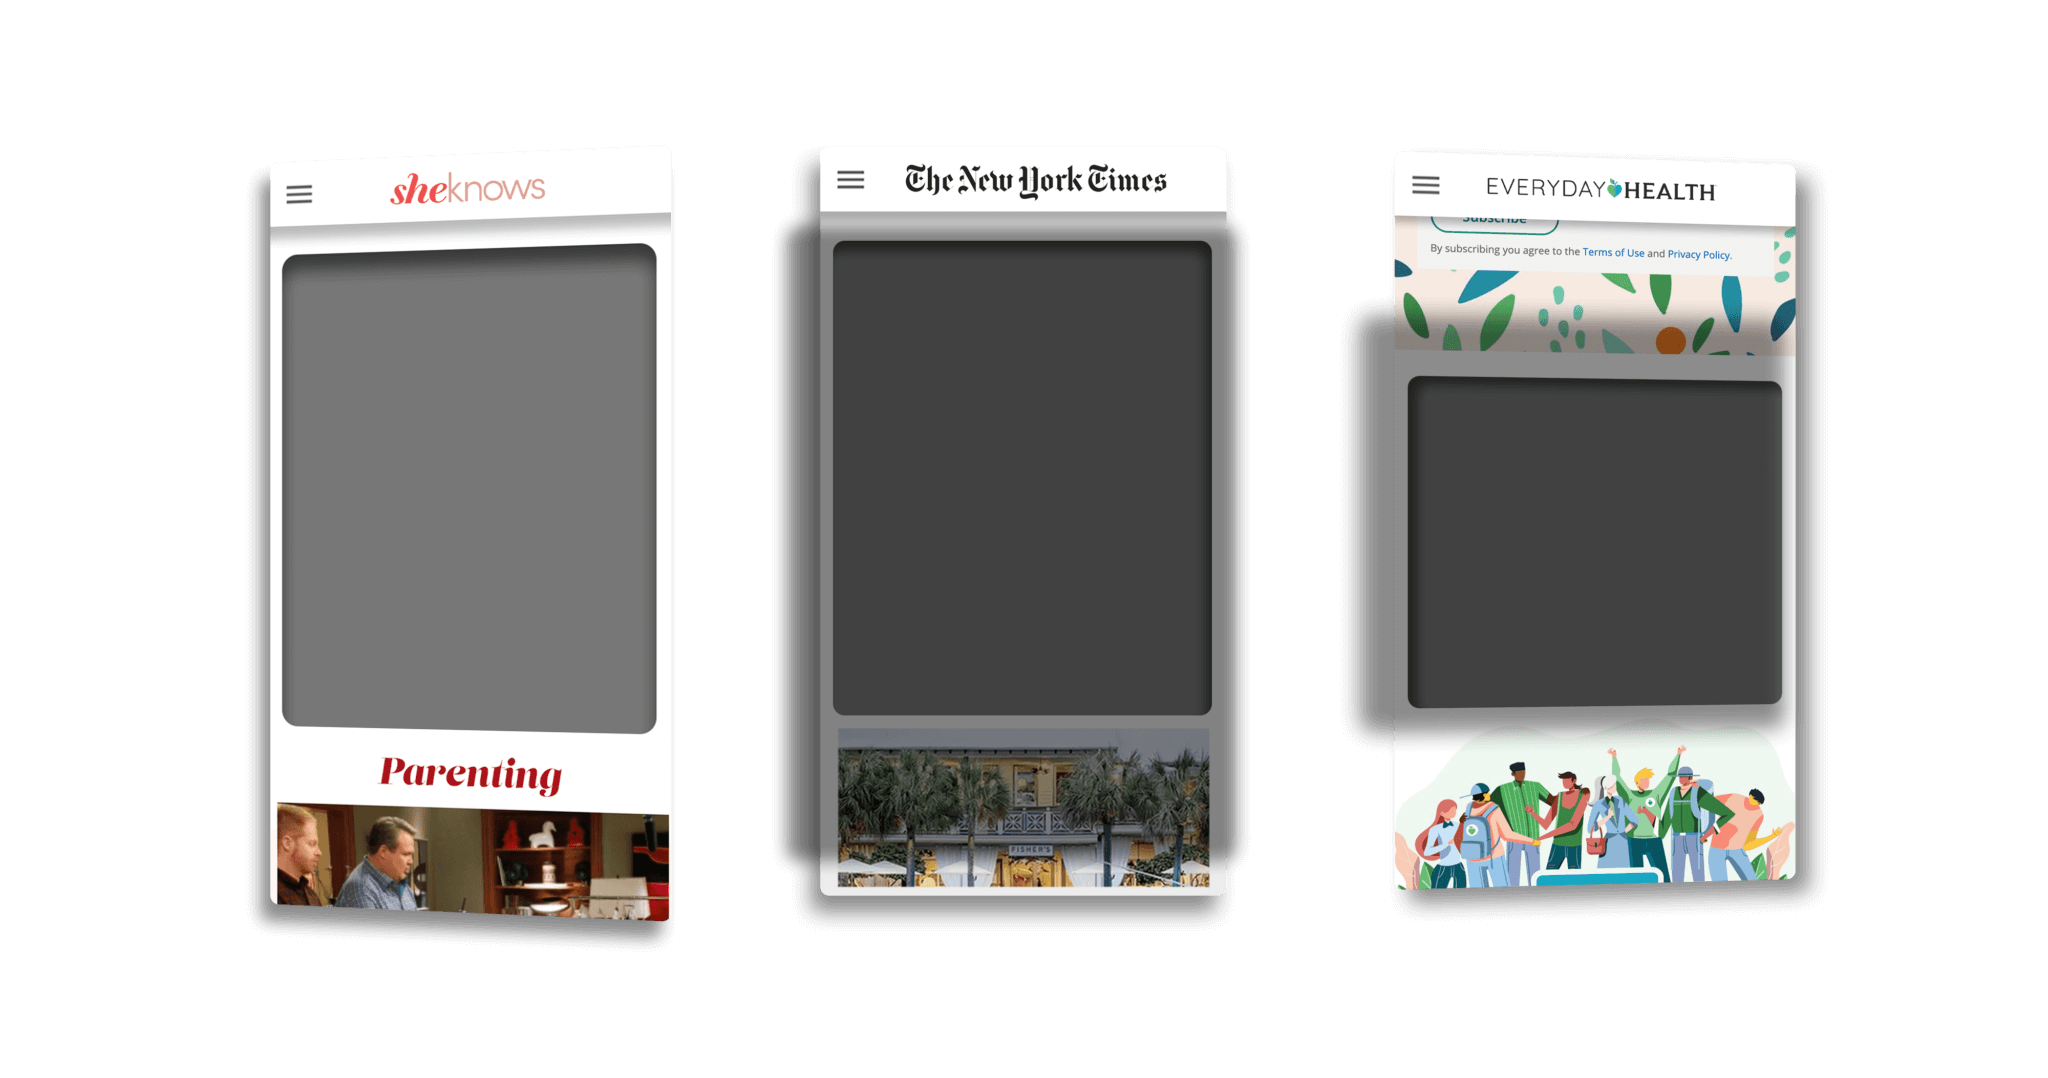 sheknows
Parenting
The New York Times
FISHER'S
EVERYDAY HEALTH
Subscribe
By subscribing you agree to the Terms of Use and Privacy Policy.